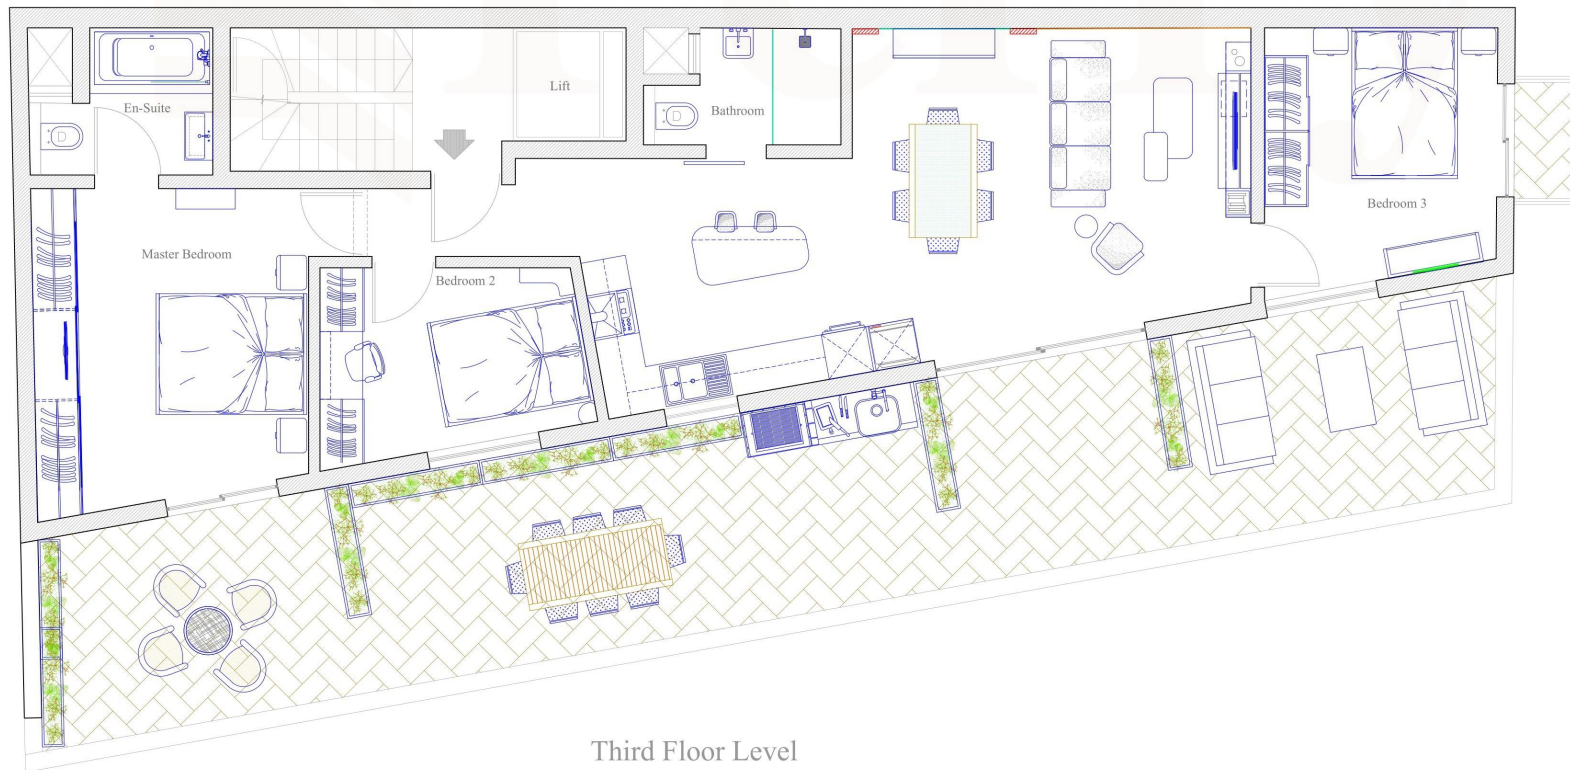 Lift
En-Suite
Bathroom
Bedroom 3
Master Bedroom
Bedroom 2
Third Floor Level